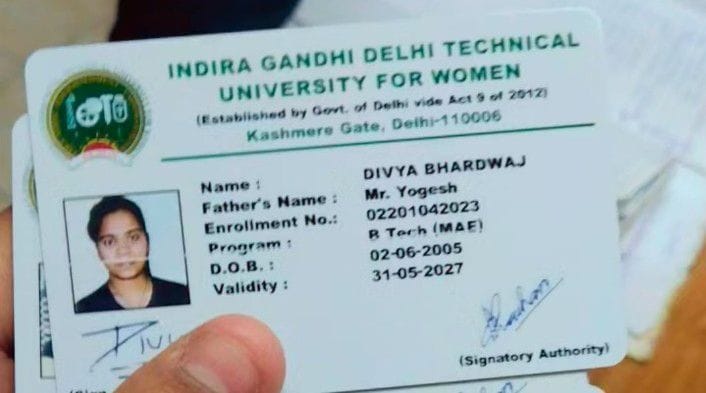 INDIRA GANDHI DELHI TECHNICAL
UNIVERSITY FOR WOMEN
(Established by Govt. of Delhi vide Act 9 of 2012)
Kashmere Gate, Delhi-110006
Name : DIVYA BHARDWAJ
Father's Name : Mr. Yogesh
Enrollment No.: 02201042023
Program : B Tech (MAE)
D.O.B. : 02-06-2005
Validity : 31-05-2027
(Signatory Authority)